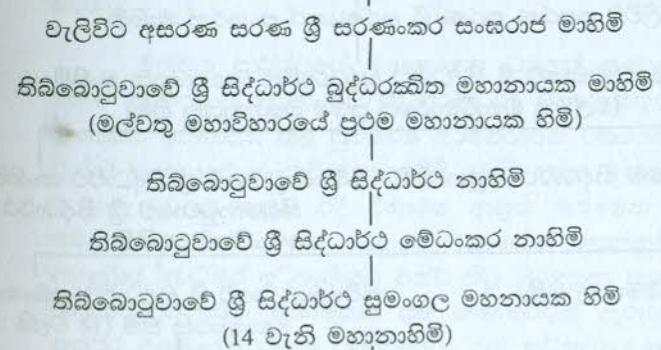 වැලිවිට අසරණ සරණ ශ්‍රී සරණංකර සංඝරාජ මාහිමි
තිබ්බොටුවාවේ ශ්‍රී සිද්ධාර්ථ බුද්ධරක්‍ඛිත මහානායක මාහිමි
(මල්වතු මහාවිහාරයේ ප්‍රථම මහානායක හිමි)
තිබ්බොටුවාවේ ශ්‍රී සිද්ධාර්ථ නාහිමි
තිබ්බොටුවාවේ ශ්‍රී සිද්ධාර්ථ මේධංකර නාහිමි
තිබ්බොටුවාවේ ශ්‍රී සිද්ධාර්ථ සුමංගල මහනායක හිමි
(14 වැනි මහානාහිමි)